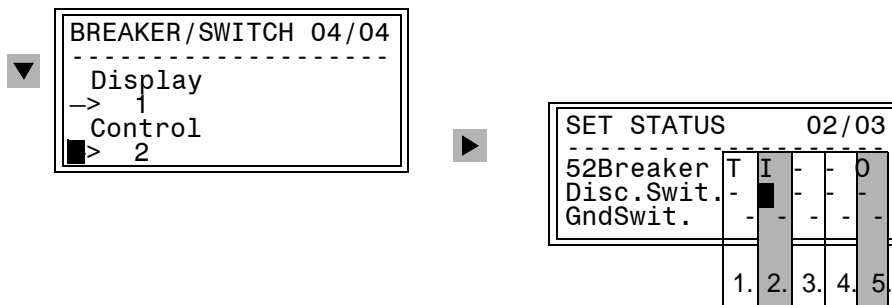 BREAKER/SWITCH 04/04
---------------------
Display
—> 1
Control
> 2
SET STATUS 02/03
---------------------
52Breaker T I - - O
Disc.Swit. - - - -
GndSwit. - - - - -
1. 2. 3. 4. 5.